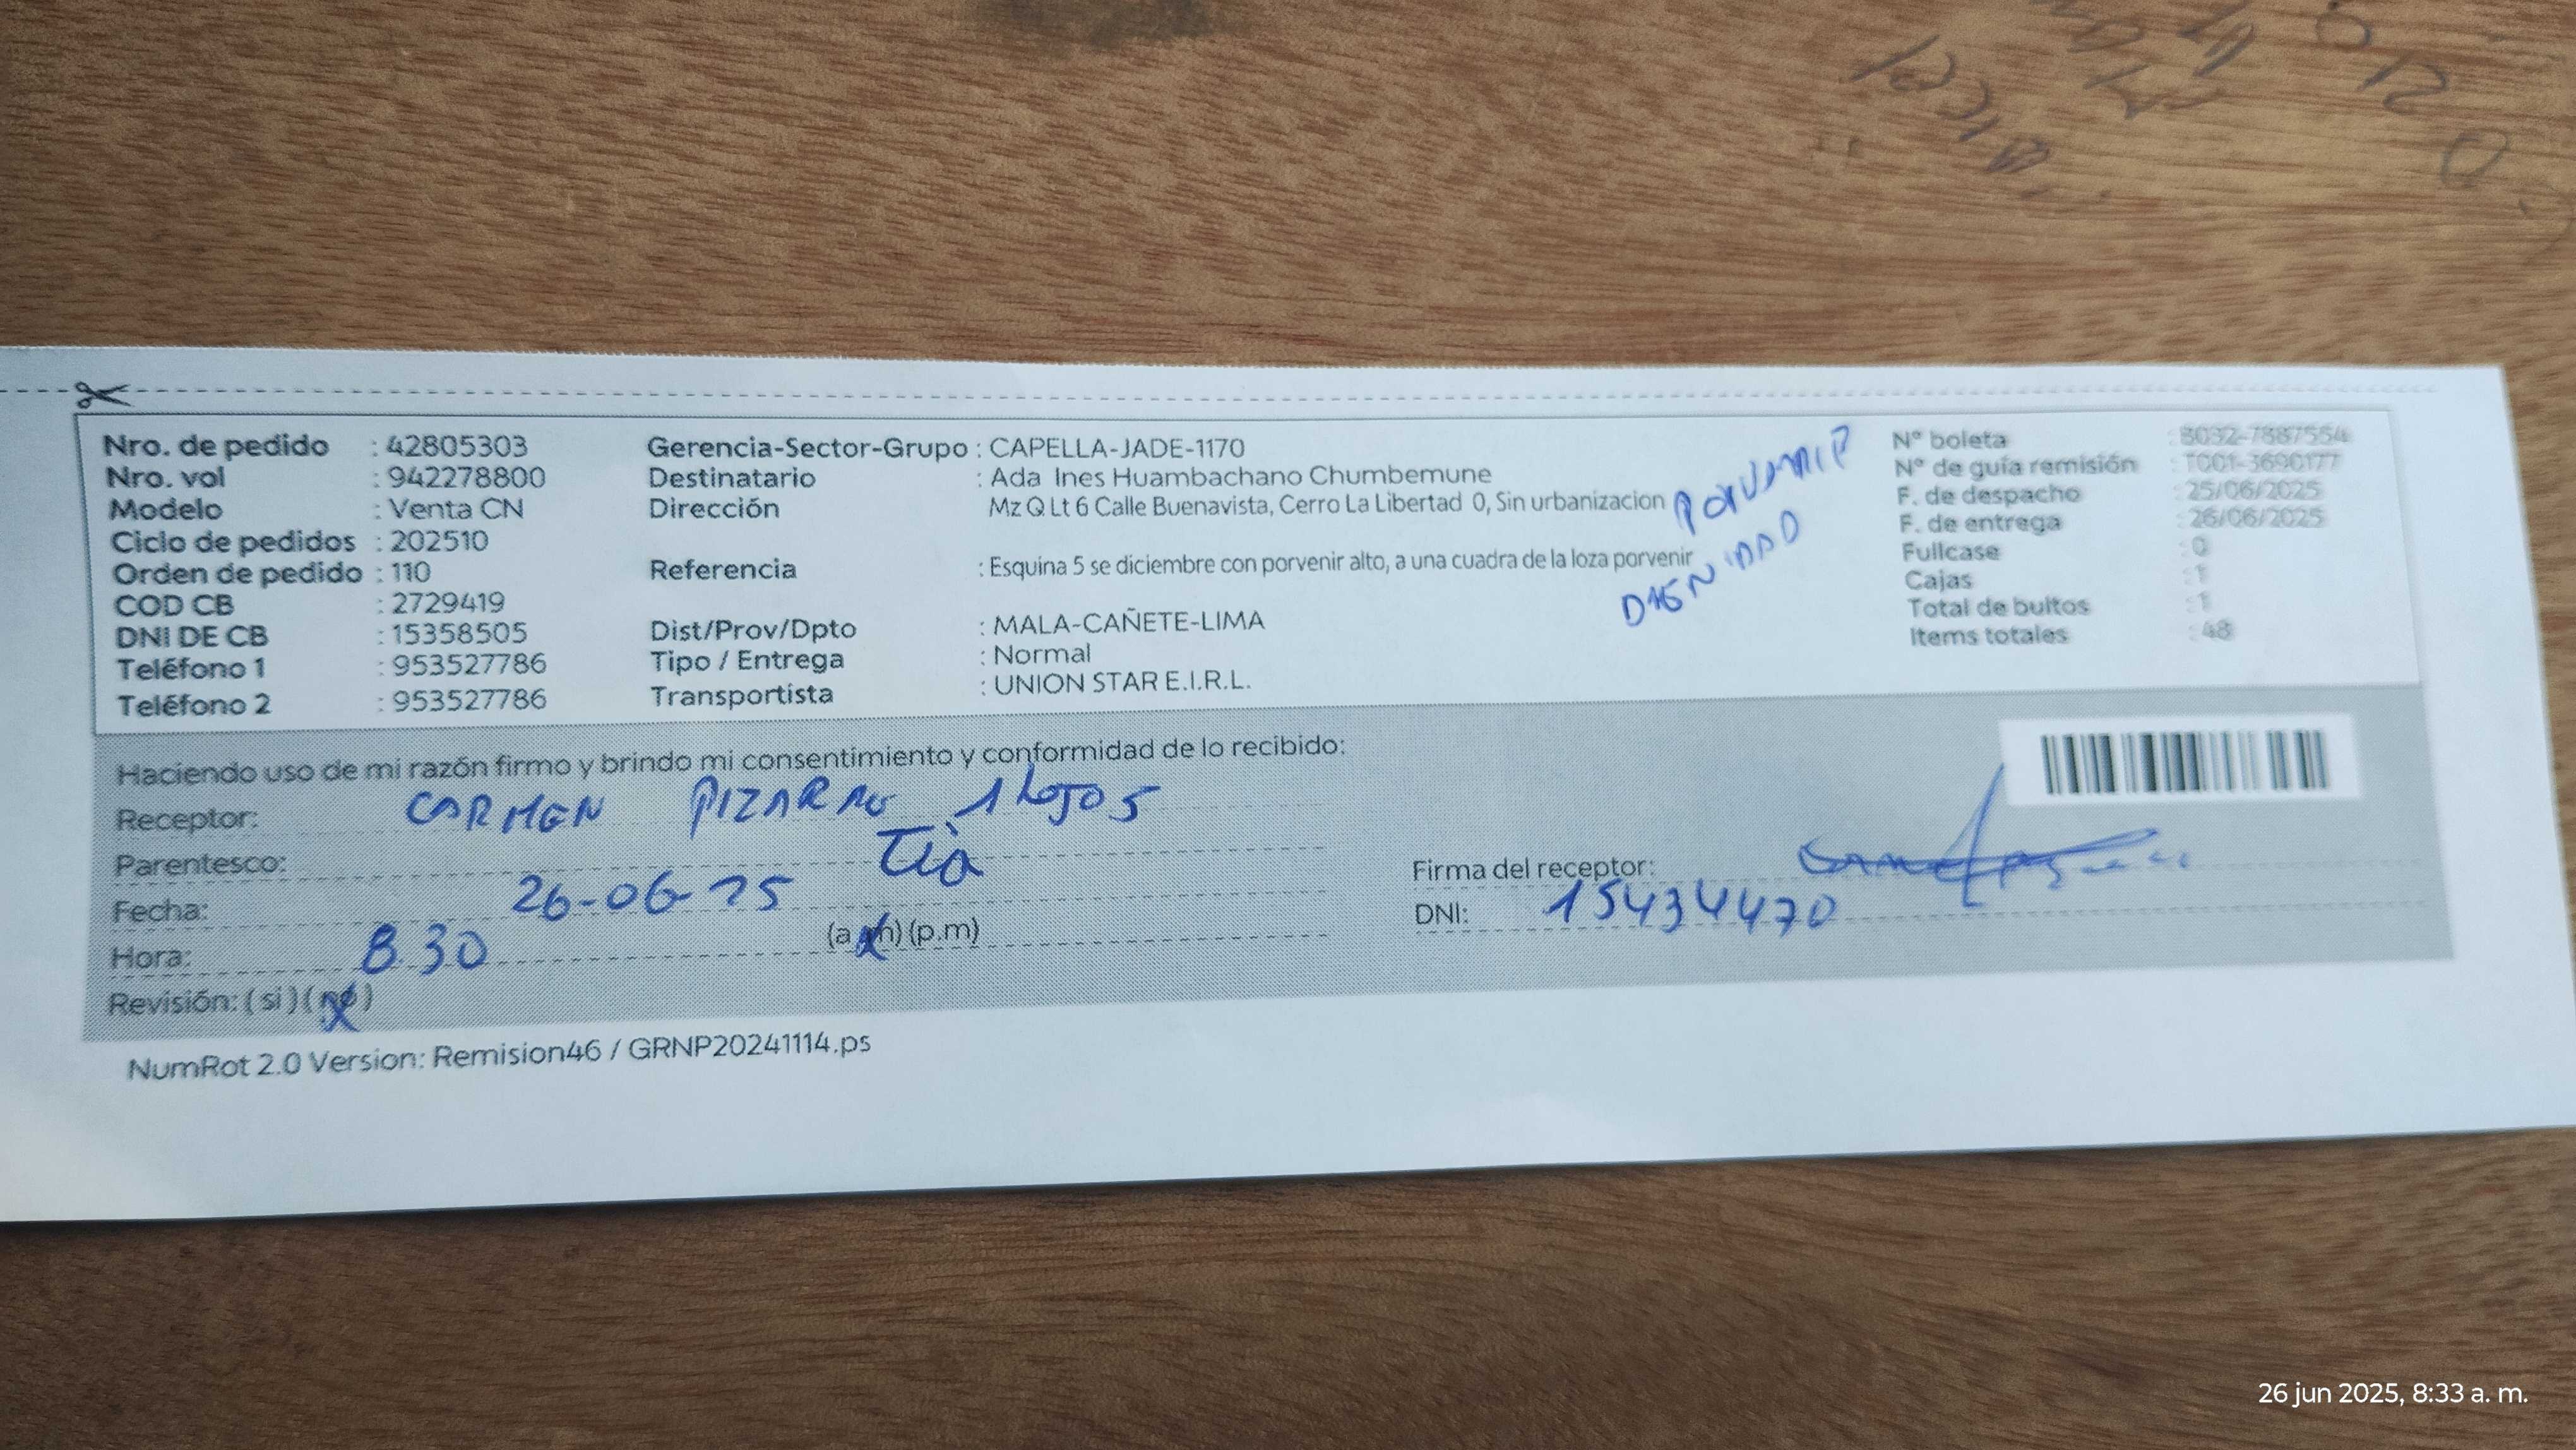 Nro. de pedido : 42805303
Nro. vol : 942278800
Modelo : Venta CN
Ciclo de pedidos : 202510
Orden de pedido : 110
COD CB : 2729419
DNI DE CB : 15358505
Teléfono 1 : 953527786
Teléfono 2 : 953527786
Gerencia-Sector-Grupo : CAPELLA-JADE-1170
Destinatario : Ada Ines Huambachano Chumbemune
Dirección Mz Q Lt 6 Calle Buenavista, Cerro La Libertad 0, Sin urbanizacion
Referencia : Esquina 5 se diciembre con porvenir alto, a una cuadra de la loza porvenir
Dist/Prov/Dpto : MALA-CAÑETE-LIMA
Tipo / Entrega : Normal
Transportista : UNION STAR E.I.R.L.
N° boleta : B032-7887554
N° de guía remisión : T001-3690177
F. de despacho : 25/06/2025
F. de entrega : 26/06/2025
Fullcase : 0
Cajas : 1
Total de bultos : 1
Items totales : 48
Haciendo uso de mi razón firmo y brindo mi consentimiento y conformidad de lo recibido:
Receptor: CARMEN PIZARRO
Parentesco: Tía
Fecha: 26-06-25
Hora: 8.30 (a.m) (p.m)
Revisión: ( si ) ( no )
Firma del receptor:
DNI: 15434470
NumRot 2.0 Version: Remision46 / GRNP20241114.ps
26 jun 2025, 8:33 a. m.